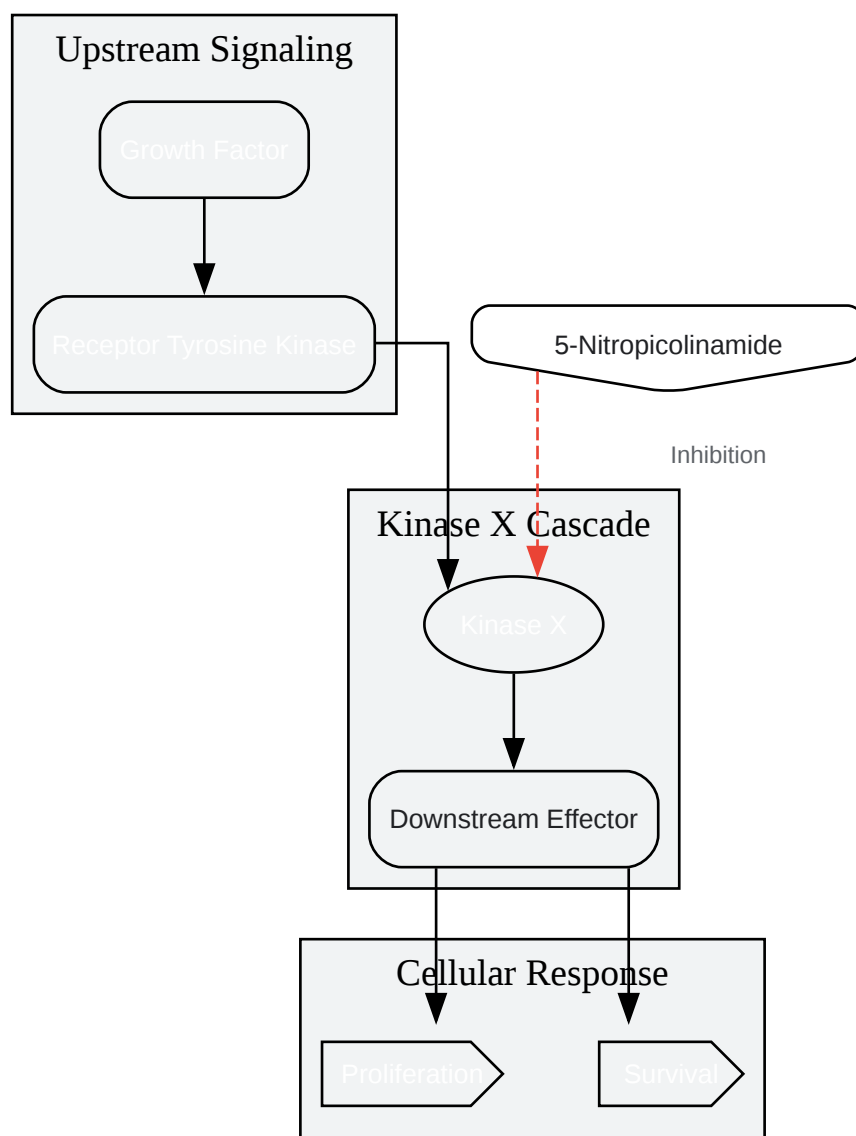 Upstream Signaling
Growth Factor
Receptor Tyrosine Kinase
5-Nitropicolinamide
Inhibition
Kinase X Cascade
Kinase X
Downstream Effector
Cellular Response
Proliferation
Survival